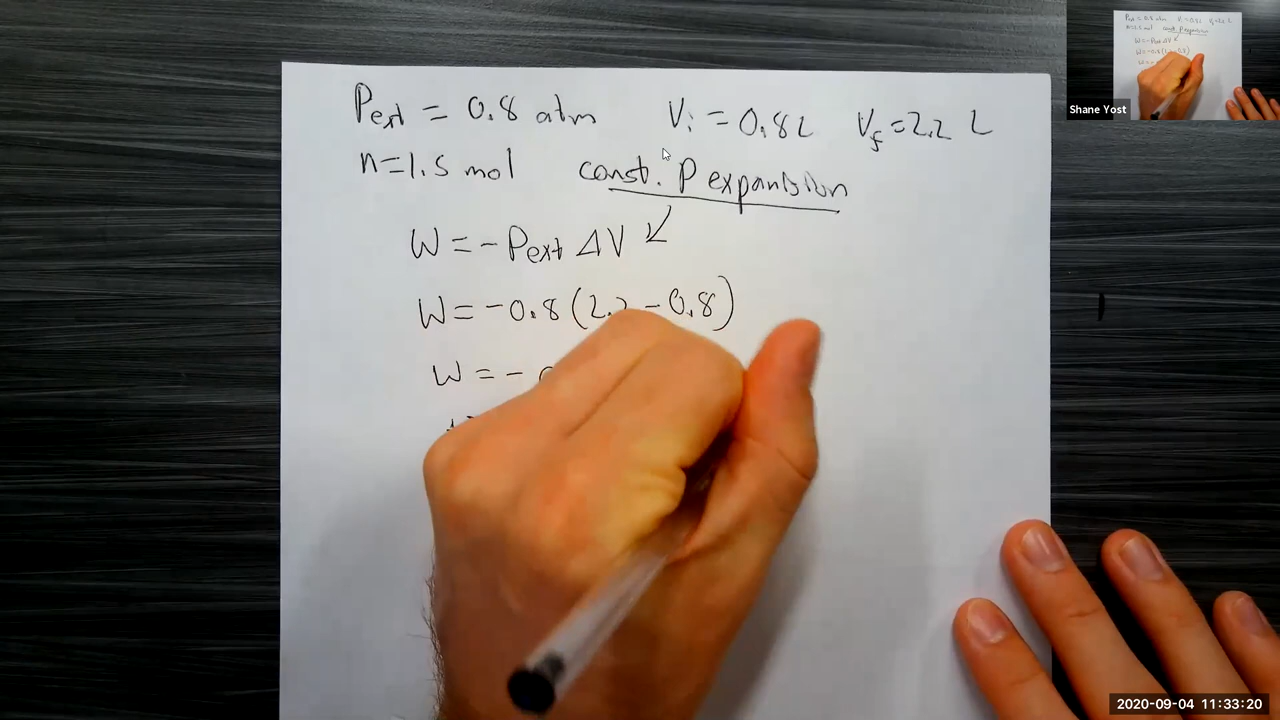 Pext = 0.8 atm Vi = 0.8L Vf = 2.2 L
n=1.5 mol const. P expansion
W = -Pext ΔV
W = -0.8 (2.2 - 0.8)
W = -
Shane Yost
2020-09-04 11:33:20